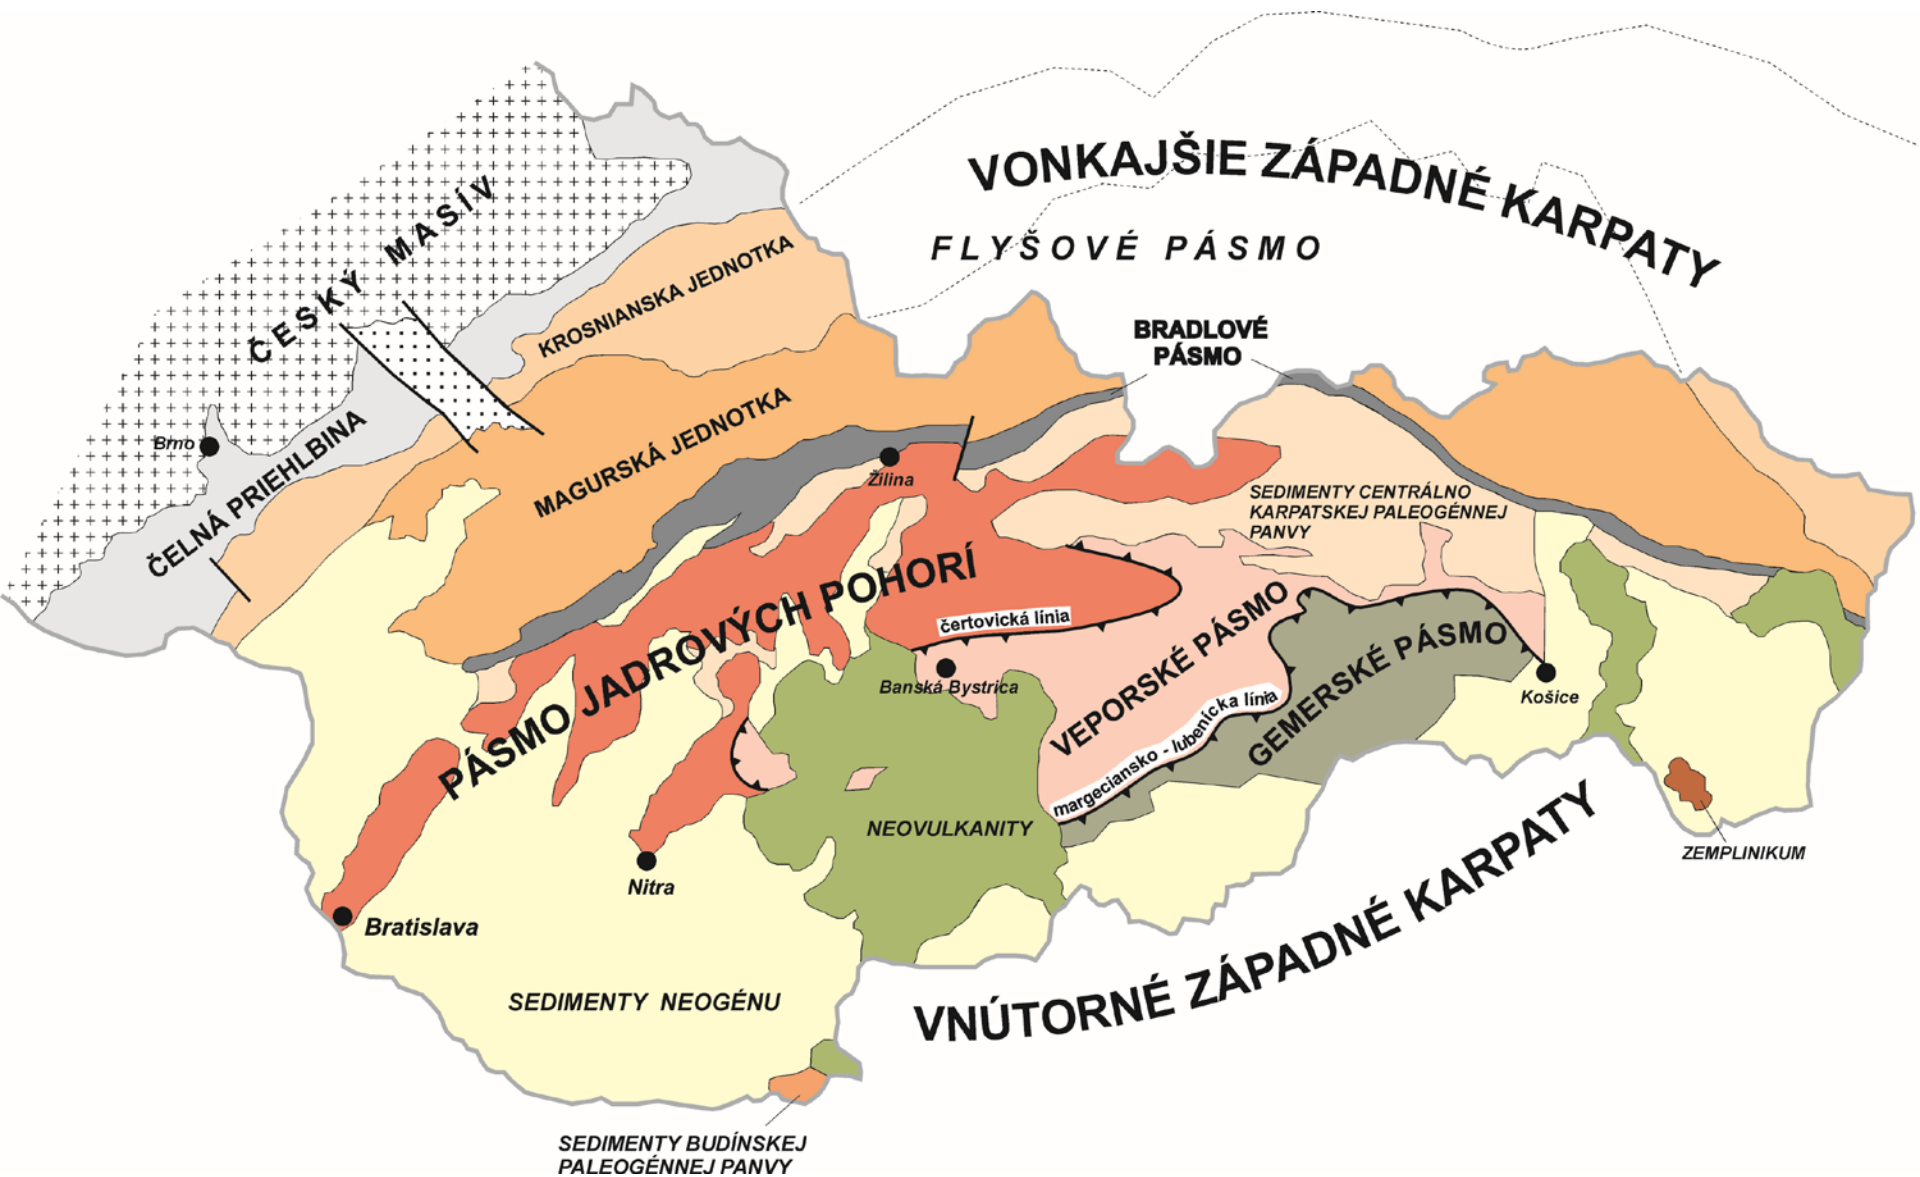 VONKAJŠIE ZÁPADNÉ KARPATY
FLYŠOVÉ PÁSMO
ČESKÝ MASÍV
KROSNIANSKA JEDNOTKA
BRADLOVÉ
PÁSMO
Brno
ČELNÁ PRIEHLBINA
MAGURSKÁ JEDNOTKA
Žilina
SEDIMENTY CENTRÁLNO
KARPATSKEJ PALEOGÉNNEJ
PANVY
PÁSMO JADROVÝCH POHORÍ
čertovická línia
VEPORSKÉ PÁSMO
GEMERSKÉ PÁSMO
Banská Bystrica
Košice
margeciansko - lubenícka línia
NEOVULKANITY
ZEMPLINIKUM
Nitra
Bratislava
VNÚTORNÉ ZÁPADNÉ KARPATY
SEDIMENTY NEOGÉNU
SEDIMENTY BUDÍNSKEJ
PALEOGÉNNEJ PANVY